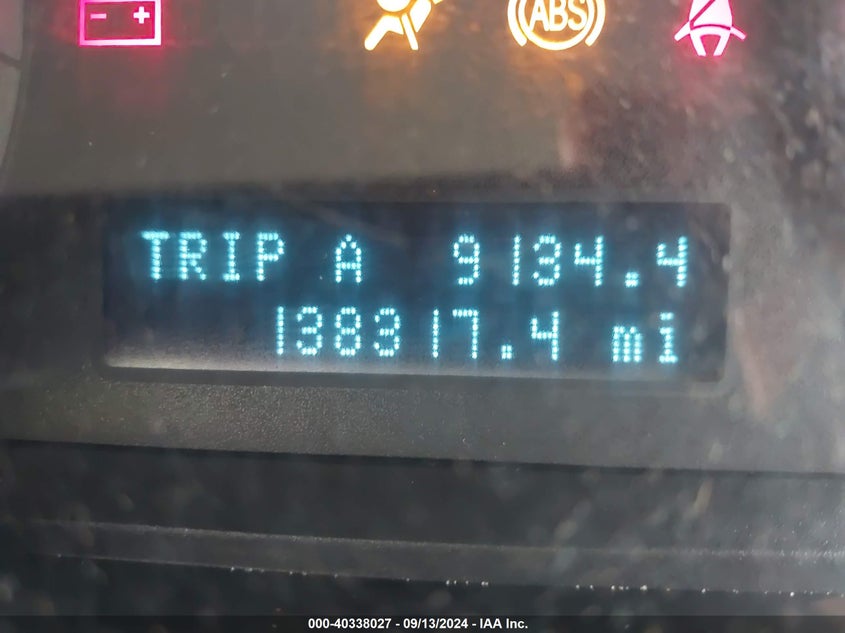 - +
ABS
TRIP A 9134.4
138317.4 mi
000-40338027 - 09/13/2024 - IAA Inc.